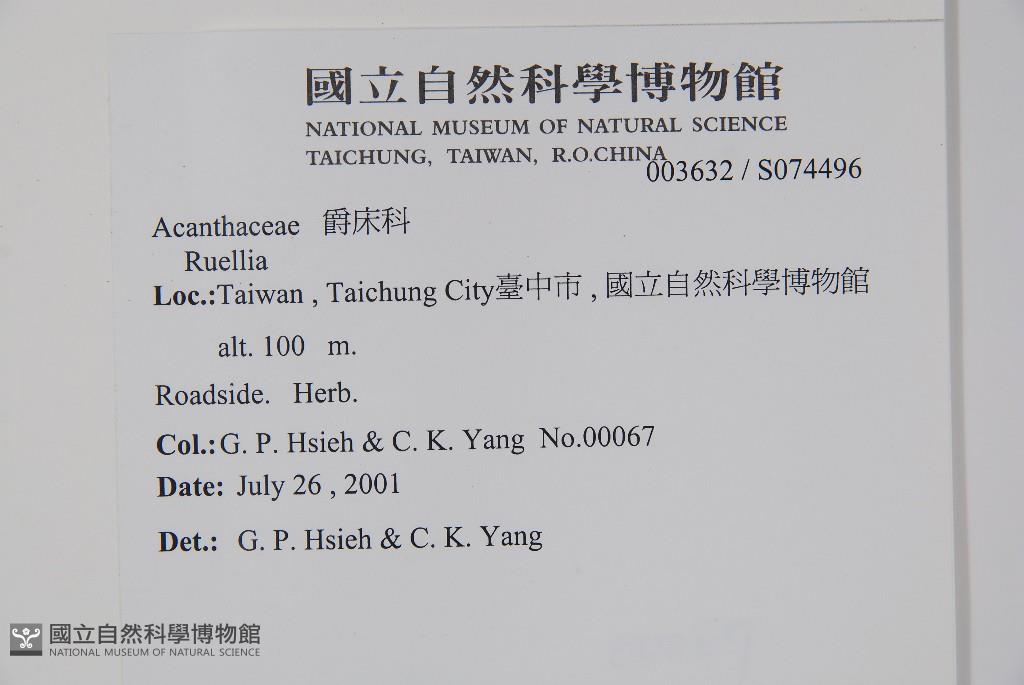 國立自然科學博物館
NATIONAL MUSEUM OF NATURAL SCIENCE
TAICHUNG, TAIWAN, R.O.CHINA
003632 / S074496
Acanthaceae 爵床科
Ruellia
Loc.:Taiwan , Taichung City臺中市 , 國立自然科學博物館
alt. 100 m.
Roadside. Herb.
Col.: G. P. Hsieh & C. K. Yang No.00067
Date: July 26 , 2001
Det.: G. P. Hsieh & C. K. Yang
國立自然科學博物館
NATIONAL MUSEUM OF NATURAL SCIENCE